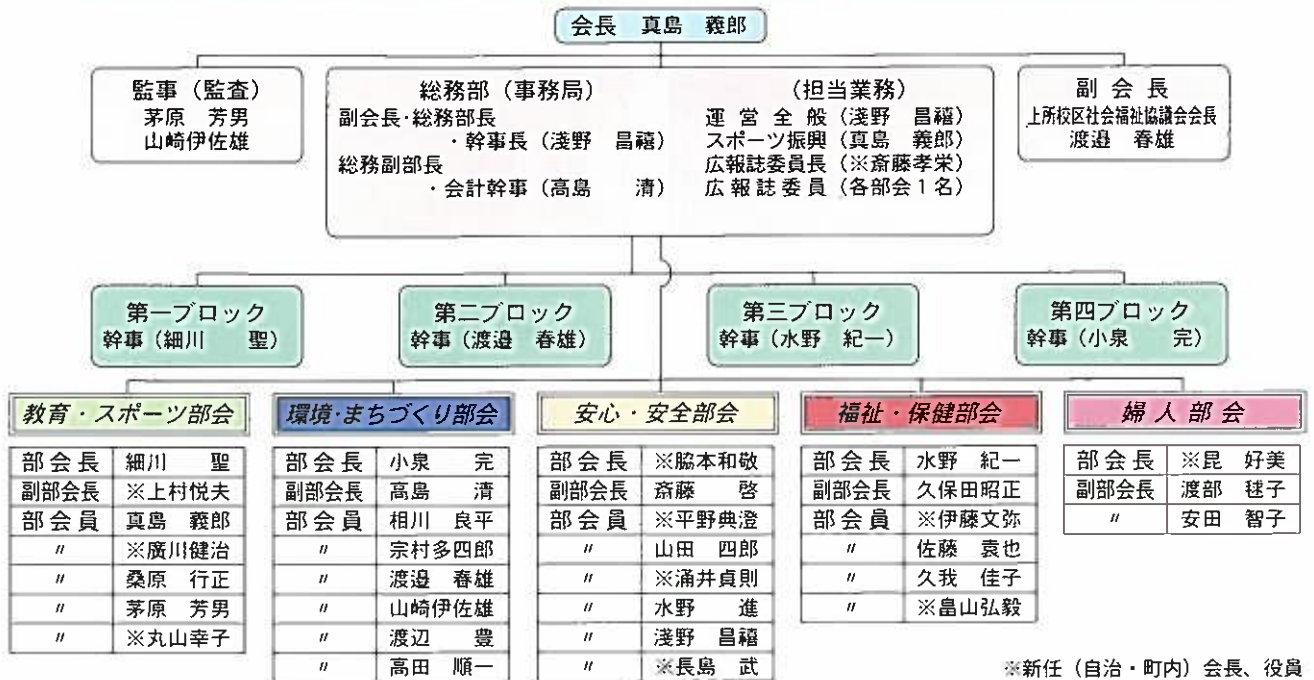 会長 真島 義郎
監事（監査）
茅原 芳男
山崎伊佐雄
総務部（事務局）
副会長・総務部長
・幹事長（淺野 昌禧）
総務副部長
・会計幹事（高島 清）
（担当業務）
運営全般（淺野 昌禧）
スポーツ振興（真島 義郎）
広報誌委員長（※斎藤孝栄）
広報誌委員（各部会１名）
副会長
上所校区社会福祉協議会会長
渡邉 春雄
第一ブロック
幹事（細川 聖）
第二ブロック
幹事（渡邉 春雄）
第三ブロック
幹事（水野 紀一）
第四ブロック
幹事（小泉 完）
教育・スポーツ部会
部会長 細川 聖
副部会長 ※上村悦夫
部会員 真島 義郎
〃 ※廣川健治
〃 桑原 行正
〃 茅原 芳男
〃 ※丸山幸子
環境・まちづくり部会
部会長 小泉 完
副部会長 高島 清
部会員 相川 良平
〃 宗村多四郎
〃 渡邉 春雄
〃 山崎伊佐雄
〃 渡辺 豊
〃 高田 順一
安心・安全部会
部会長 ※脇本和敬
副部会長 斎藤 啓
部会員 ※平野典澄
〃 山田 四郎
〃 ※涌井貞則
〃 水野 進
〃 淺野 昌禧
〃 ※長島 武
福祉・保健部会
部会長 水野 紀一
副部会長 久保田昭正
部会員 ※伊藤文弥
〃 佐藤 袁也
〃 久我 佳子
〃 ※畠山弘毅
婦人部会
部会長 ※昆 好美
副部会長 渡部 毬子
〃 安田 智子
※新任（自治・町内）会長、役員